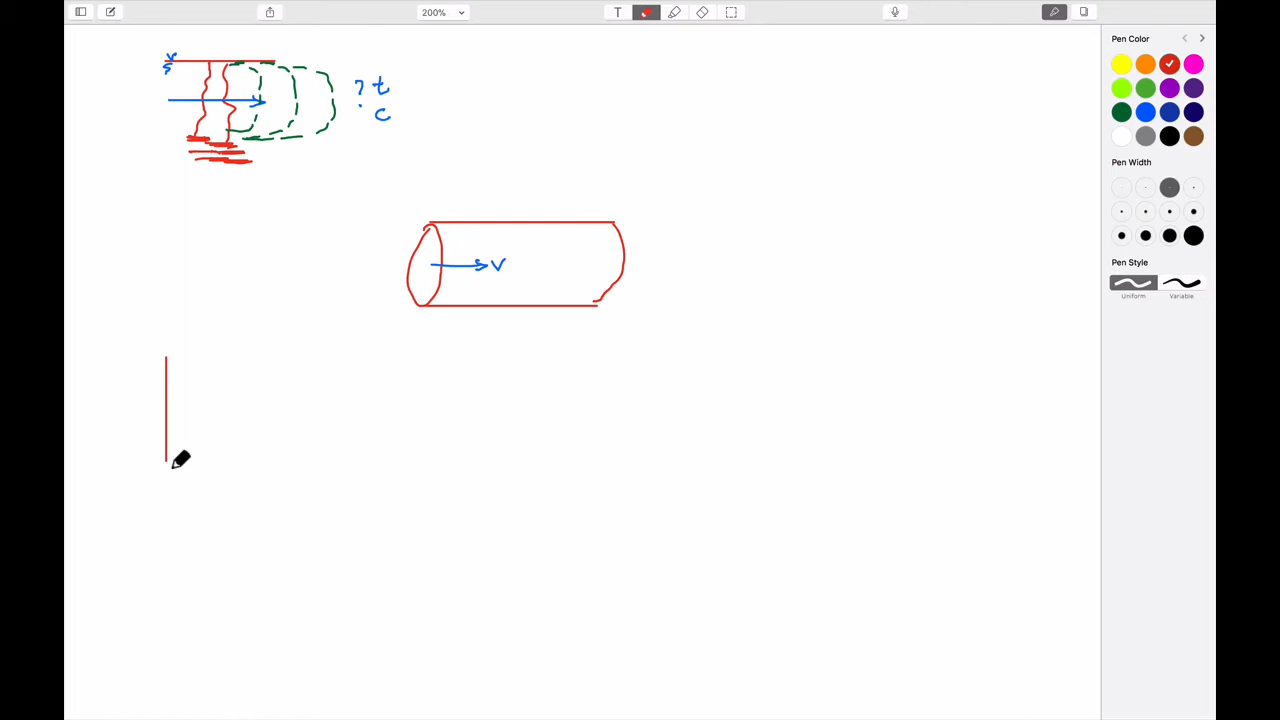 200%
T
Pen Color
? t
c
V
Pen Width
Pen Style
Uniform Variable